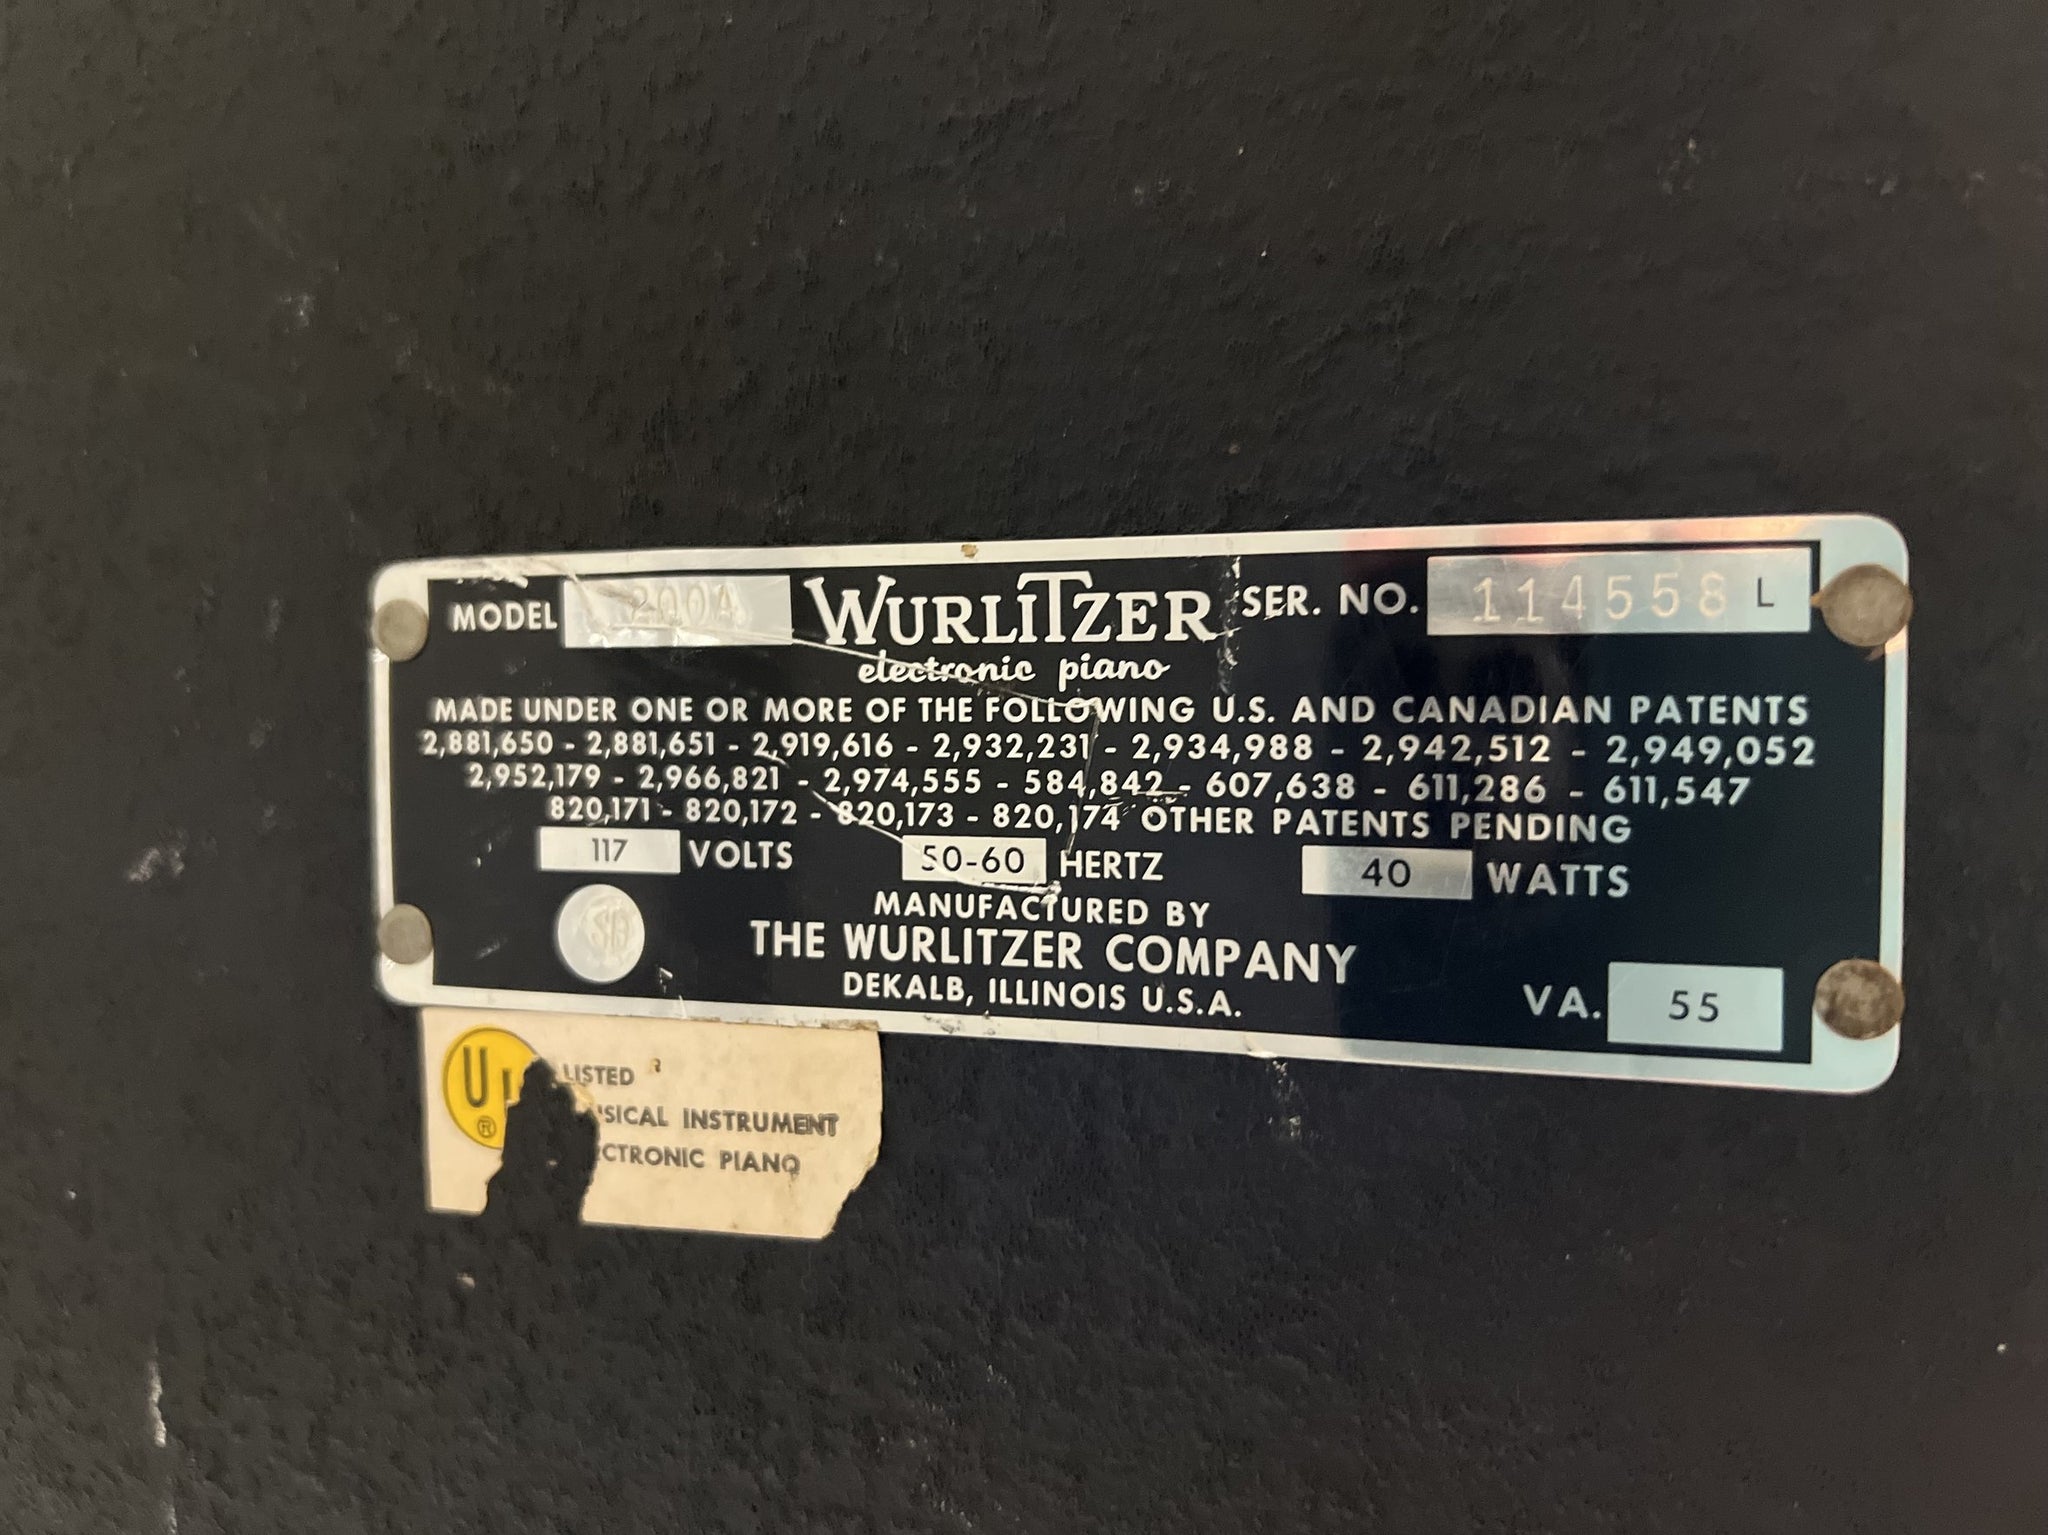 MODEL 200A WURLITZER SER. NO. 114558 L
electronic piano
MADE UNDER ONE OR MORE OF THE FOLLOWING U.S. AND CANADIAN PATENTS
2,881,650 - 2,881,651 - 2,919,616 - 2,932,231 - 2,934,988 - 2,942,512 - 2,949,052
2,952,179 - 2,966,821 - 2,974,555 - 584,842 - 607,638 - 611,286 - 611,547
820,171 - 820,172 - 820,173 - 820,174 OTHER PATENTS PENDING
117 VOLTS 50-60 HERTZ 40 WATTS
MANUFACTURED BY
THE WURLITZER COMPANY
DEKALB, ILLINOIS U.S.A.
VA. 55
LISTED
INSTRUMENT
PIANO